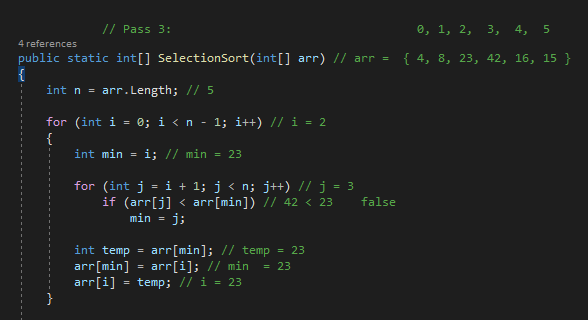 // Pass 3: 0, 1, 2, 3, 4, 5
4 references
public static int[] SelectionSort(int[] arr) // arr = { 4, 8, 23, 42, 16, 15 }
{
int n = arr.Length; // 5
for (int i = 0; i < n - 1; i++) // i = 2
{
int min = i; // min = 23
for (int j = i + 1; j < n; j++) // j = 3
if (arr[j] < arr[min]) // 42 < 23 false
min = j;
int temp = arr[min]; // temp = 23
arr[min] = arr[i]; // min = 23
arr[i] = temp; // i = 23
}